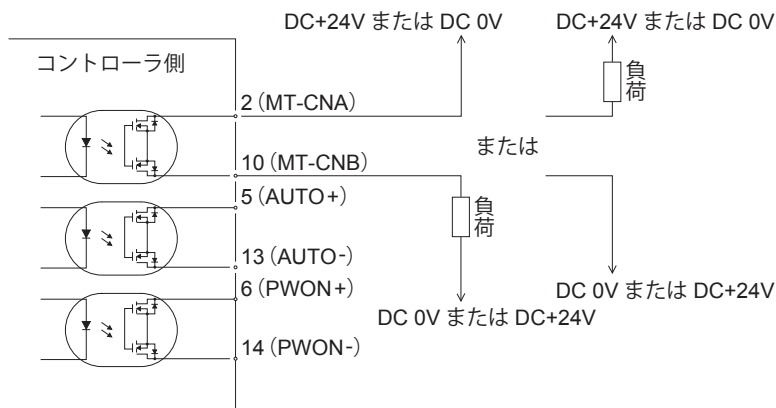 DC+24V または DC 0V
DC+24V または DC 0V
コントローラ側
負荷
2 (MT-CNA)
または
10 (MT-CNB)
5 (AUTO+)
負荷
13 (AUTO-)
6 (PWON+)
DC 0V または DC+24V
DC 0V または DC+24V
14 (PWON-)